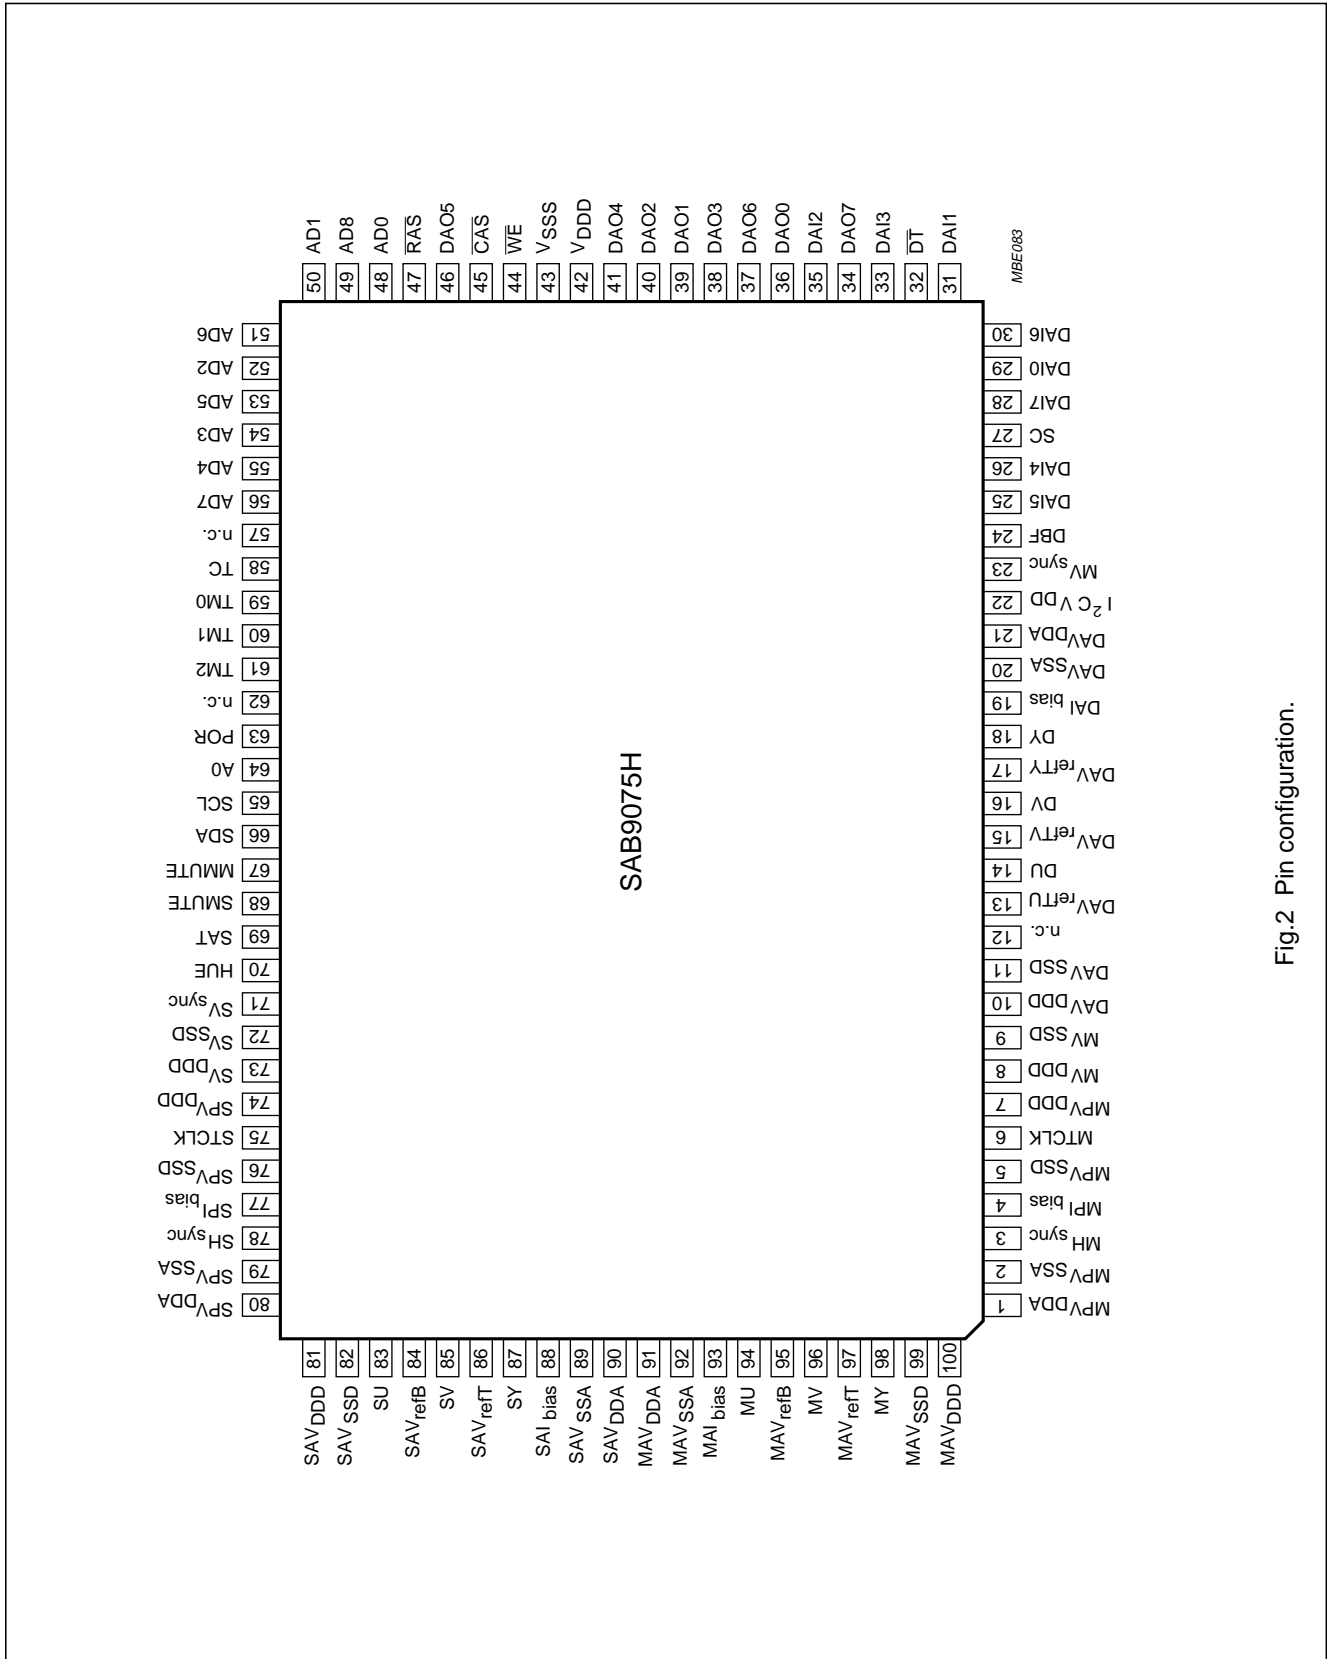 50 AD1
49 AD8
48 AD0
47 R̅A̅S̅
46 DAO5
45 C̅A̅S̅
44 W̅E̅
43 VSSS
42 VDDD
41 DAO4
40 DAO2
39 DAO1
38 DAO3
37 DAO6
36 DAO0
35 DAI2
34 DAO7
33 DAI3
32 D̅T̅
31 DAI1
MBE083
AD6 51
AD2 52
AD5 53
AD3 54
AD4 55
AD7 56
n.c. 57
TC 58
TM0 59
TM1 60
TM2 61
n.c. 62
POR 63
A0 64
SCL 65
SDA 66
MMUTE 67
SMUTE 68
SAT 69
HUE 70
SVsync 71
SVSSD 72
SVDDD 73
SPVDDD 74
STCLK 75
SPVSSD 76
SPIbias 77
SHsync 78
SPVSSA 79
SPVDDA 80
SAB9075H
30 DAI6
29 DAI0
28 DAI7
27 SC
26 DAI4
25 DAI5
24 DBF
23 MVsync
22 I²C VDD
21 DAVDDA
20 DAVSSA
19 DAIbias
18 DY
17 DAVrefTY
16 DV
15 DAVrefTV
14 DU
13 DAVrefTU
12 n.c.
11 DAVSSD
10 DAVDDD
9 MVSSD
8 MVDDD
7 MPVDDD
6 MTCLK
5 MPVSSD
4 MPIbias
3 MHsync
2 MPVSSA
1 MPVDDA
SAVDDD 81
SAVSSD 82
SU 83
SAVrefB 84
SV 85
SAVrefT 86
SY 87
SAIbias 88
SAVSSA 89
SAVDDA 90
MAVDDA 91
MAVSSA 92
MAIbias 93
MU 94
MAVrefB 95
MV 96
MAVrefT 97
MY 98
MAVSSD 99
MAVDDD 100
Fig.2 Pin configuration.